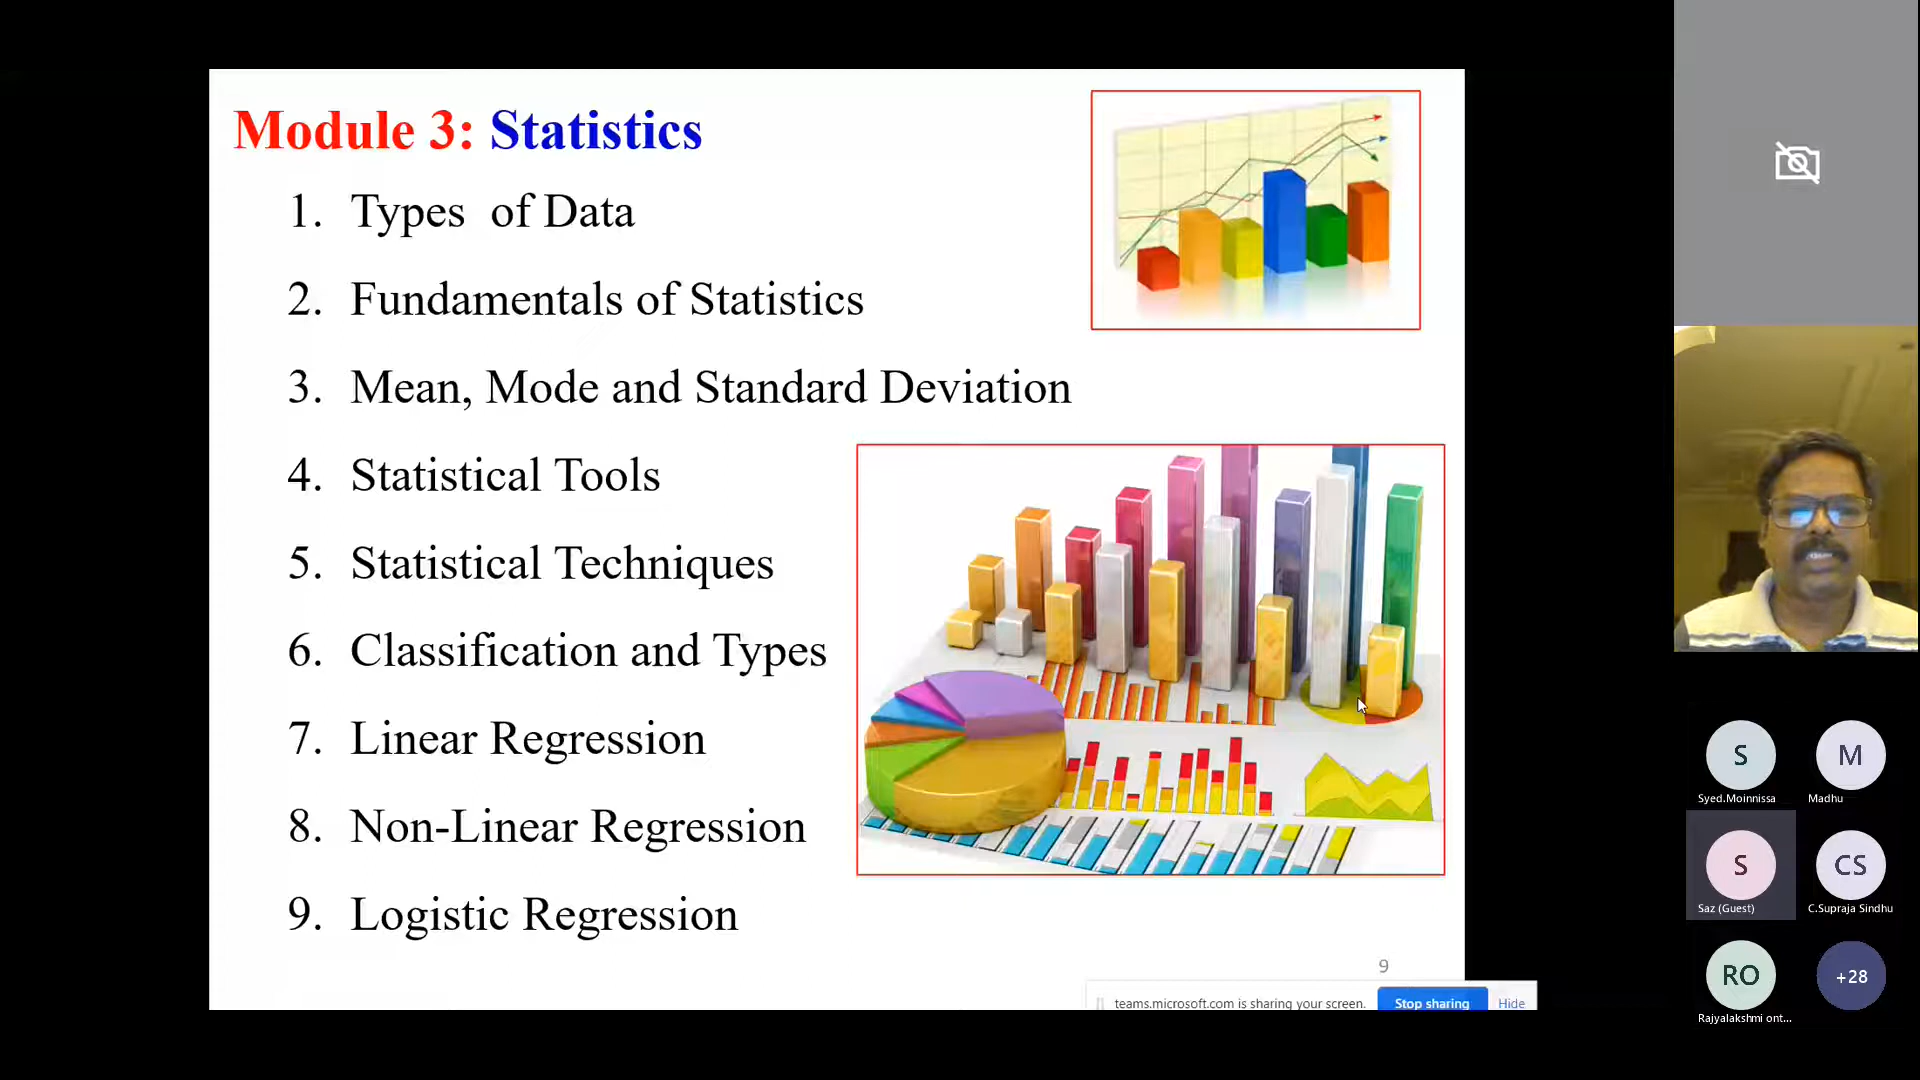 Module 3: Statistics
1. Types of Data
2. Fundamentals of Statistics
3. Mean, Mode and Standard Deviation
4. Statistical Tools
5. Statistical Techniques
6. Classification and Types
7. Linear Regression
8. Non-Linear Regression
9. Logistic Regression
9
teams.microsoft.com is sharing your screen. Stop sharing Hide
S M
Syed.Moinnissa Madhu
S CS
Saz (Guest) C.Supraja Sindhu
RO +28
Rajyalakshmi ont...